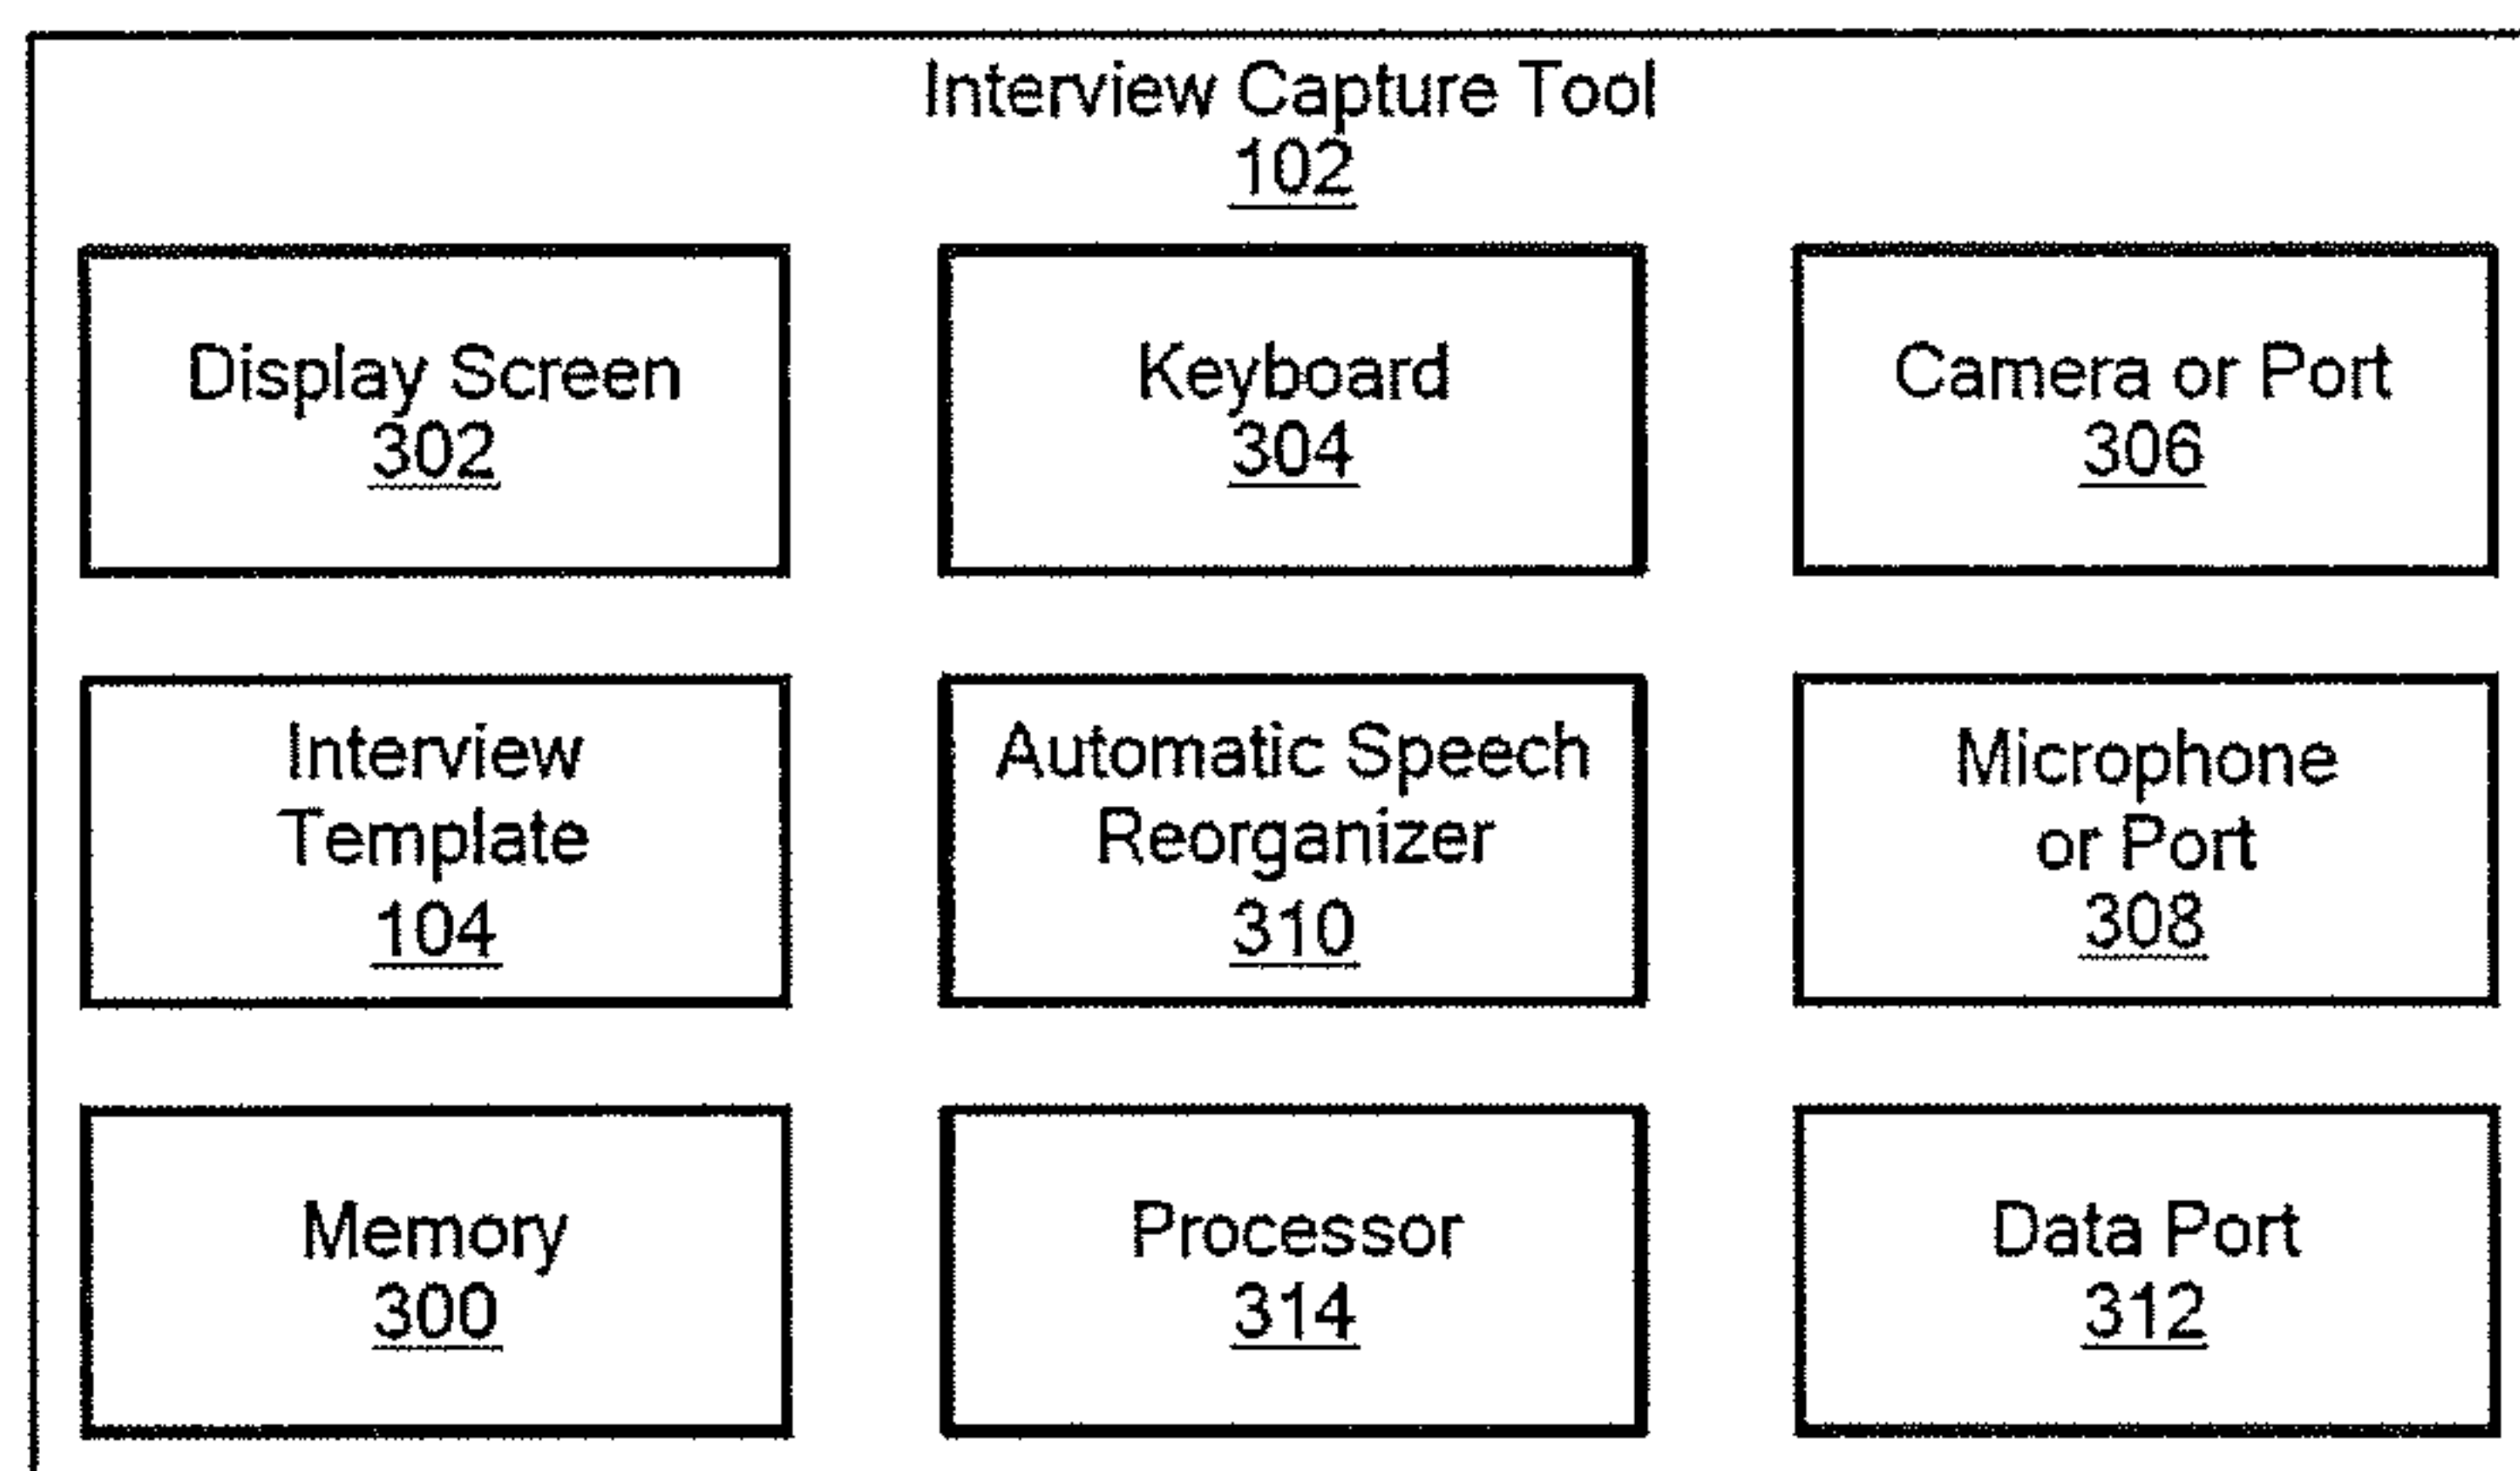 Interview Capture Tool
102
Display Screen
302
Keyboard
304
Camera or Port
306
Interview
Template
104
Automatic Speech
Reorganizer
310
Microphone
or Port
308
Memory
300
Processor
314
Data Port
312